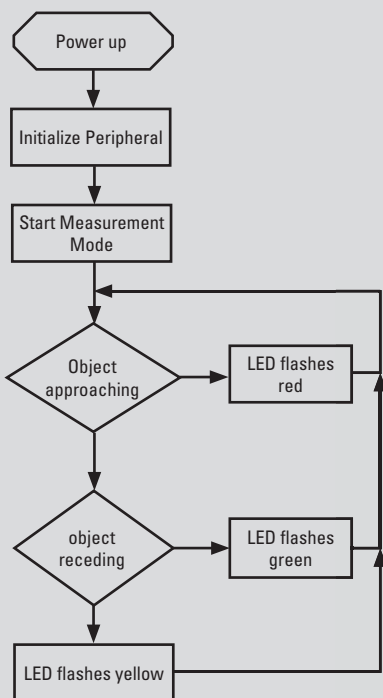 Power up
Initialize Peripheral
Start Measurement
Mode
Object
approaching
LED flashes
red
object
receding
LED flashes
green
LED flashes yellow